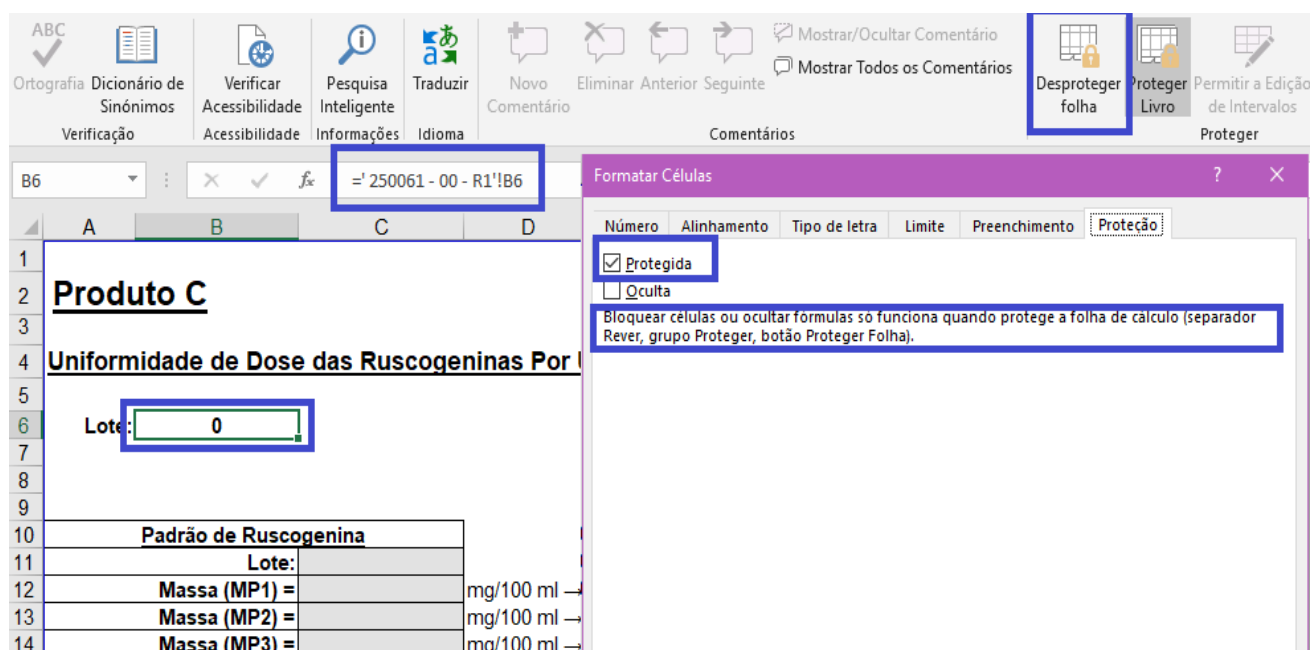 ABC
Ortografia Dicionário de Sinónimos
Verificar Acessibilidade
Pesquisa Inteligente
あ
a
Traduzir
Novo Comentário
Eliminar Anterior Seguinte
Mostrar/Ocultar Comentário
Mostrar Todos os Comentários
Desproteger folha
Proteger Livro
Permitir a Edição de Intervalos
Verificação Acessibilidade Informações Idioma Comentários Proteger
B6 fx =' 250061 - 00 - R1'!B6
A B C D
1
2 Produto C
3
4 Uniformidade de Dose das Ruscogeninas Por
5
6 Lote: 0
7
8
9
10 Padrão de Ruscogenina
11 Lote:
12 Massa (MP1) = mg/100 ml →
13 Massa (MP2) = mg/100 ml →
14 Massa (MP3) = mg/100 ml →
Formatar Células ? ×
Número Alinhamento Tipo de letra Limite Preenchimento Proteção
Protegida
Oculta
Bloquear células ou ocultar fórmulas só funciona quando protege a folha de cálculo (separador
Rever, grupo Proteger, botão Proteger Folha).